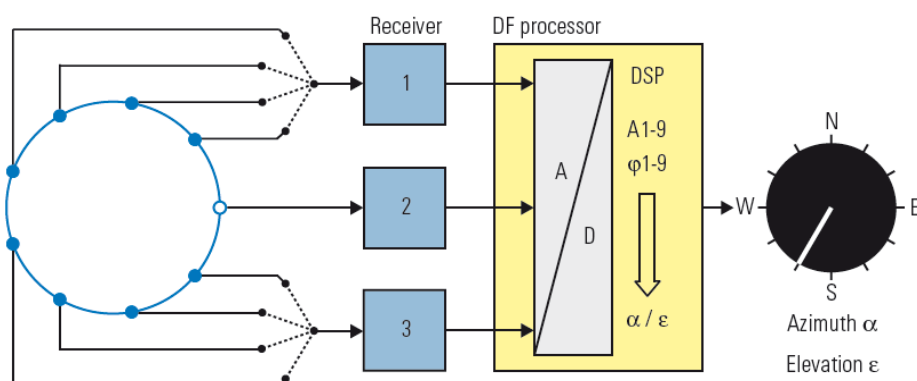 Receiver
DF processor
1
2
3
A
D
DSP
A1-9
φ1-9
α / ε
N
W
E
S
Azimuth α
Elevation ε